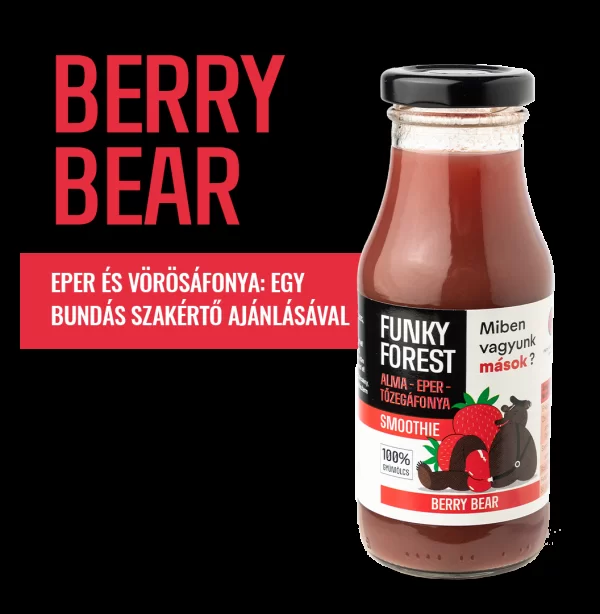 BERRY
BEAR
EPER ÉS VÖRÖSÁFONYA: EGY
BUNDÁS SZAKÉRTŐ AJÁNLÁSÁVAL
FUNKY
FOREST
ALMA - EPER -
TŐZEGÁFONYA
SMOOTHIE
100%
GYÜMÖLCS
BERRY BEAR
Miben
vagyunk
mások?